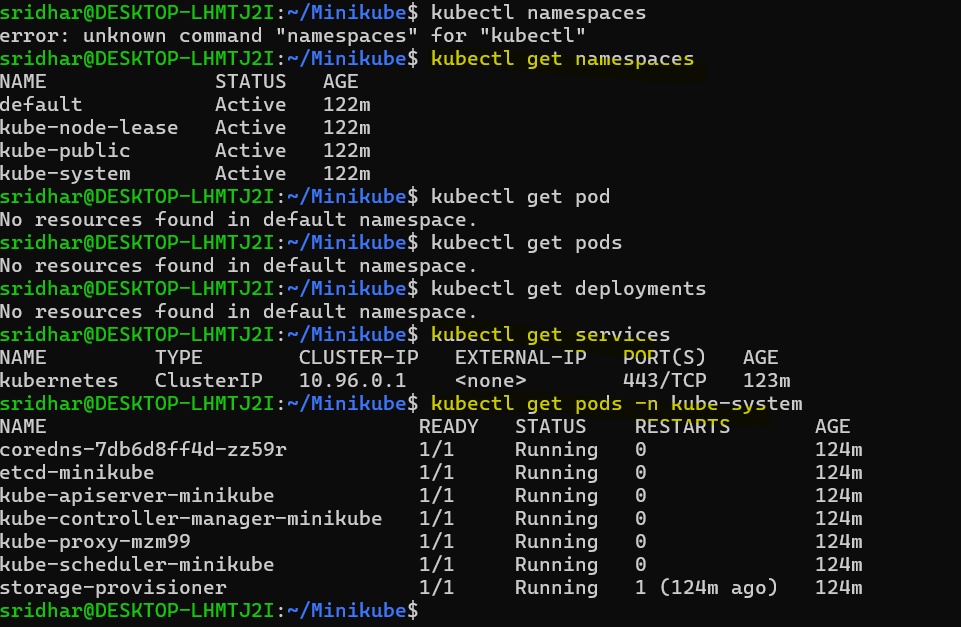 sridhar@DESKTOP-LHMTJ2I:~/Minikube$ kubectl namespaces
error: unknown command "namespaces" for "kubectl"
sridhar@DESKTOP-LHMTJ2I:~/Minikube$ kubectl get namespaces
NAME              STATUS   AGE
default           Active   122m
kube-node-lease   Active   122m
kube-public       Active   122m
kube-system       Active   122m
sridhar@DESKTOP-LHMTJ2I:~/Minikube$ kubectl get pod
No resources found in default namespace.
sridhar@DESKTOP-LHMTJ2I:~/Minikube$ kubectl get pods
No resources found in default namespace.
sridhar@DESKTOP-LHMTJ2I:~/Minikube$ kubectl get deployments
No resources found in default namespace.
sridhar@DESKTOP-LHMTJ2I:~/Minikube$ kubectl get services
NAME         TYPE        CLUSTER-IP   EXTERNAL-IP   PORT(S)   AGE
kubernetes   ClusterIP   10.96.0.1    <none>        443/TCP   123m
sridhar@DESKTOP-LHMTJ2I:~/Minikube$ kubectl get pods -n kube-system
NAME                               READY   STATUS    RESTARTS       AGE
coredns-7db6d8ff4d-zz59r           1/1     Running   0              124m
etcd-minikube                      1/1     Running   0              124m
kube-apiserver-minikube            1/1     Running   0              124m
kube-controller-manager-minikube   1/1     Running   0              124m
kube-proxy-mzm99                   1/1     Running   0              124m
kube-scheduler-minikube            1/1     Running   0              124m
storage-provisioner                1/1     Running   1 (124m ago)   124m
sridhar@DESKTOP-LHMTJ2I:~/Minikube$